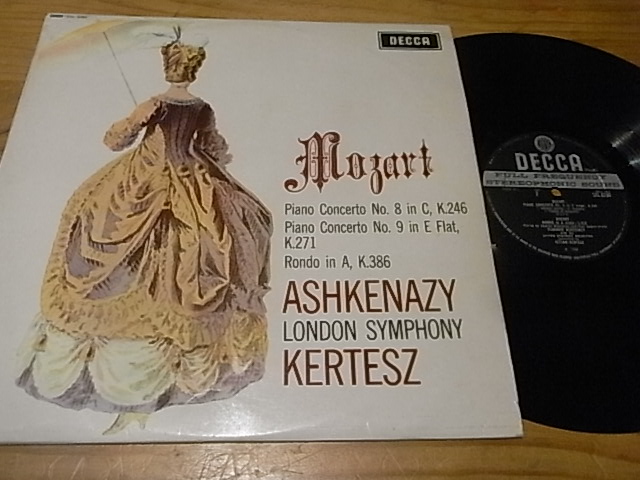 DECCA
Mozart
Piano Concerto No. 8 in C, K.246
Piano Concerto No. 9 in E Flat,
K.271
Rondo in A, K.386
ASHKENAZY
LONDON SYMPHONY
KERTESZ
DECCA
FULL FREQUENCY
STEREOPHONIC SOUND